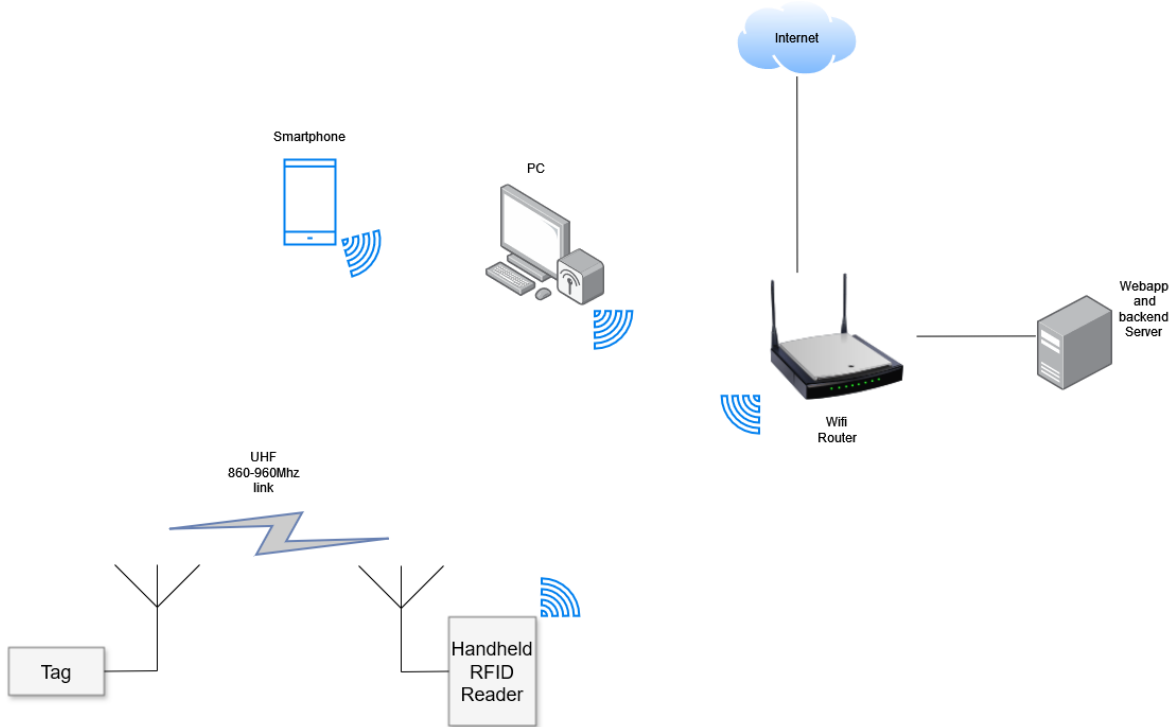 Internet
Smartphone
PC
Webapp
and
backend
Server
Wifi
Router
UHF
860-960Mhz
link
Tag
Handheld
RFID
Reader